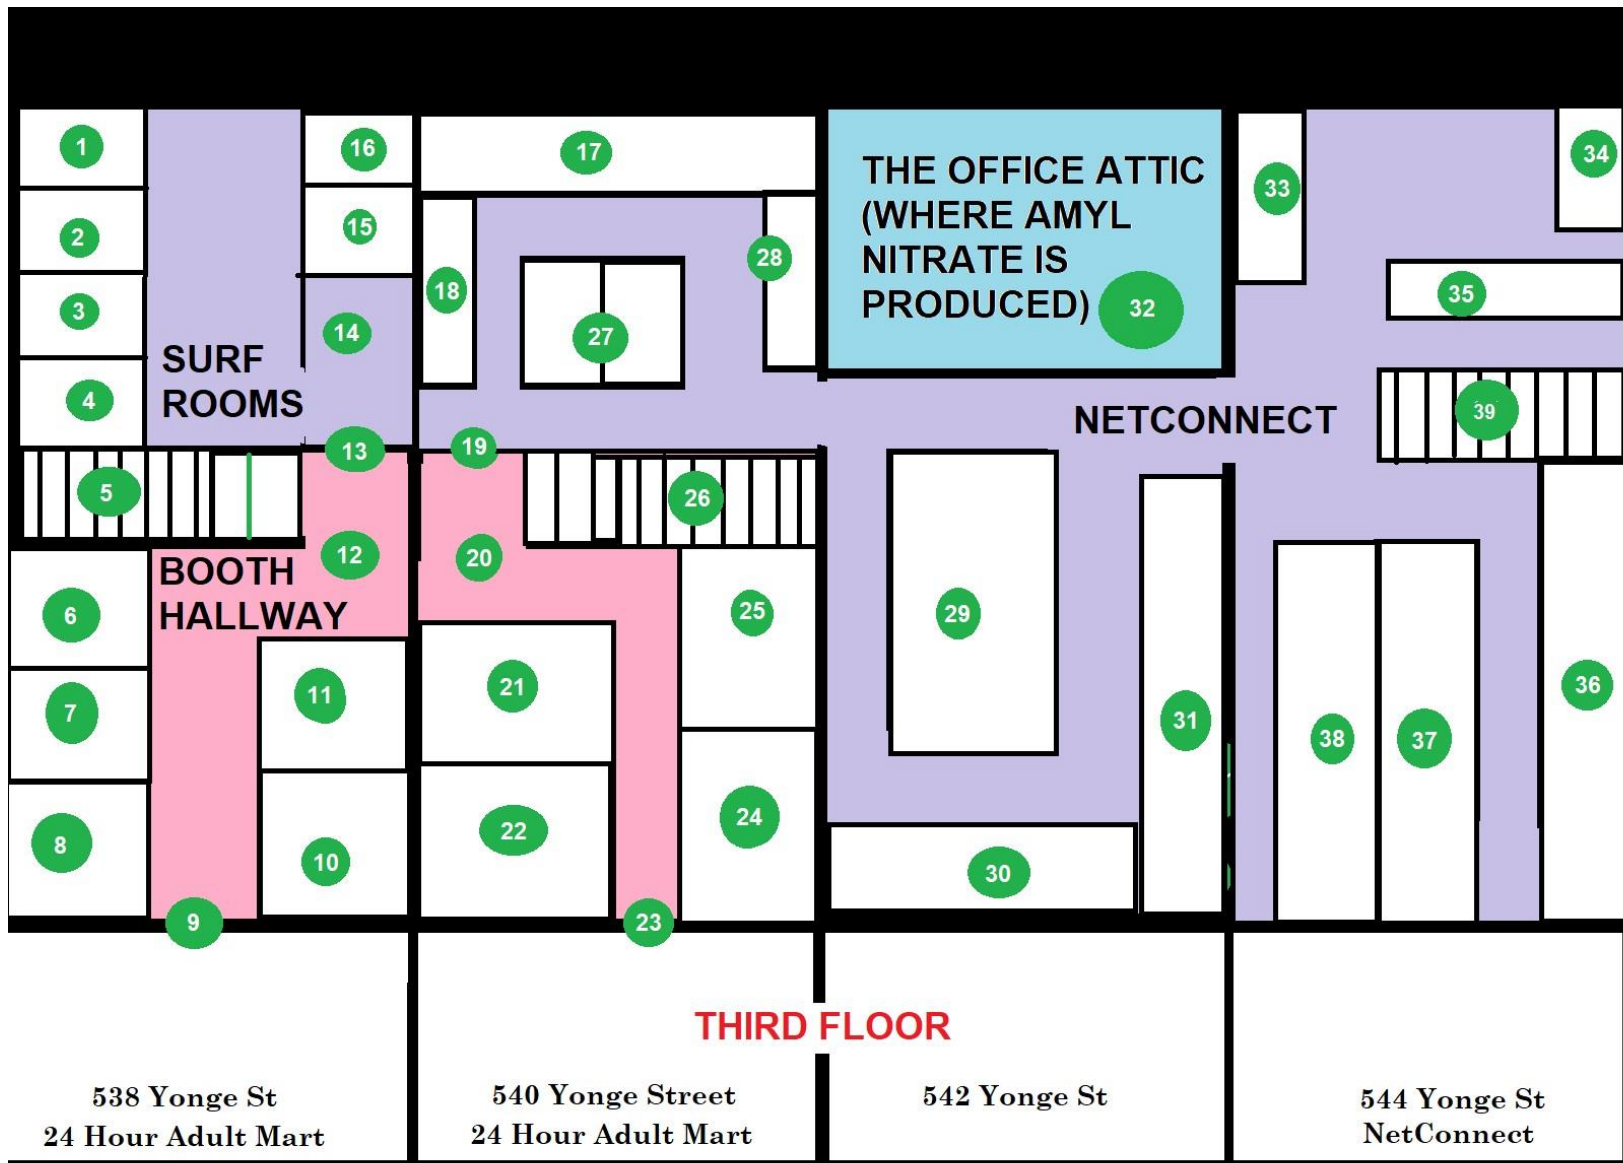 1
2
3
4
5
6
7
8
9
10
11
12
13
14
15
16
17
18
19
20
21
22
23
24
25
26
27
28
29
30
31
32
33
34
35
36
37
38
39
SURF
ROOMS
BOOTH
HALLWAY
THE OFFICE ATTIC
(WHERE AMYL
NITRATE IS
PRODUCED)
NETCONNECT
THIRD FLOOR
538 Yonge St
24 Hour Adult Mart
540 Yonge Street
24 Hour Adult Mart
542 Yonge St
544 Yonge St
NetConnect